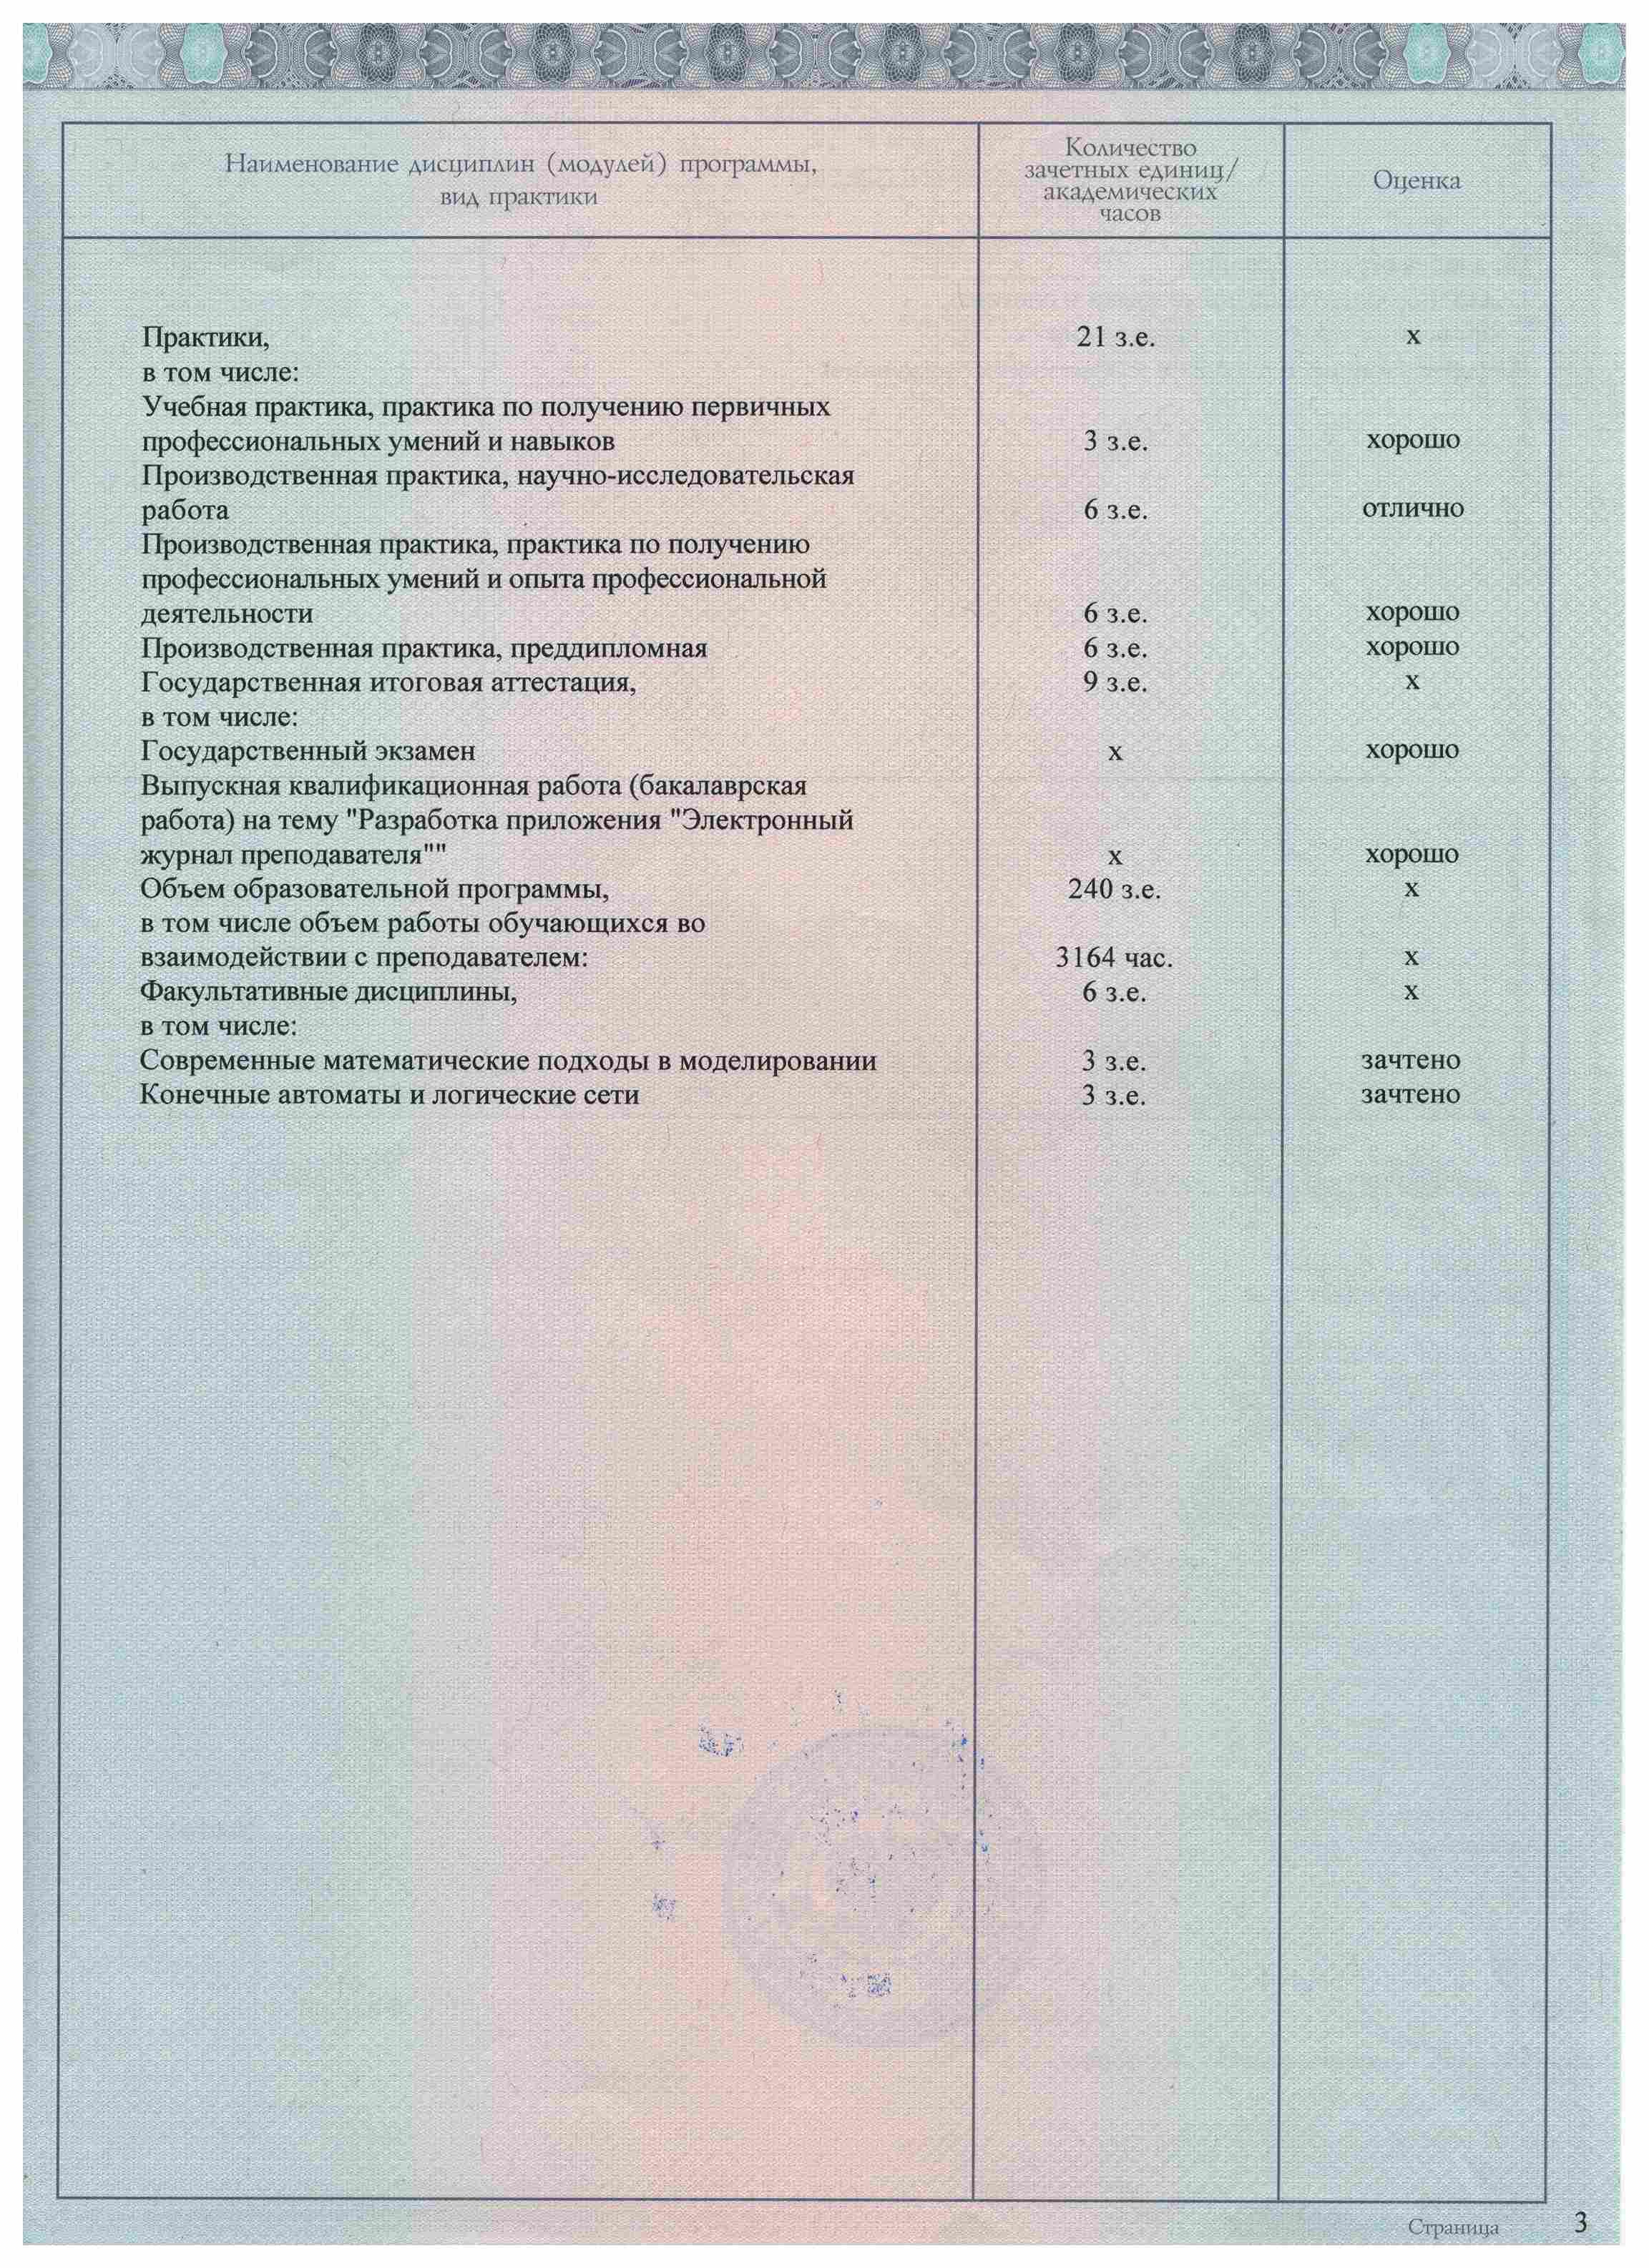 Наименование дисциплин (модулей) программы,
вид практики
Количество
зачетных единиц/
академических
часов
Оценка
Практики, 21 з.е. х
в том числе:
Учебная практика, практика по получению первичных
профессиональных умений и навыков 3 з.е. хорошо
Производственная практика, научно-исследовательская
работа 6 з.е. отлично
Производственная практика, практика по получению
профессиональных умений и опыта профессиональной
деятельности 6 з.е. хорошо
Производственная практика, преддипломная 6 з.е. хорошо
Государственная итоговая аттестация, 9 з.е. х
в том числе:
Государственный экзамен х хорошо
Выпускная квалификационная работа (бакалаврская
работа) на тему "Разработка приложения "Электронный
журнал преподавателя"" х хорошо
Объем образовательной программы, 240 з.е. х
в том числе объем работы обучающихся во
взаимодействии с преподавателем: 3164 час. х
Факультативные дисциплины, 6 з.е. х
в том числе:
Современные математические подходы в моделировании 3 з.е. зачтено
Конечные автоматы и логические сети 3 з.е. зачтено
Страница 3